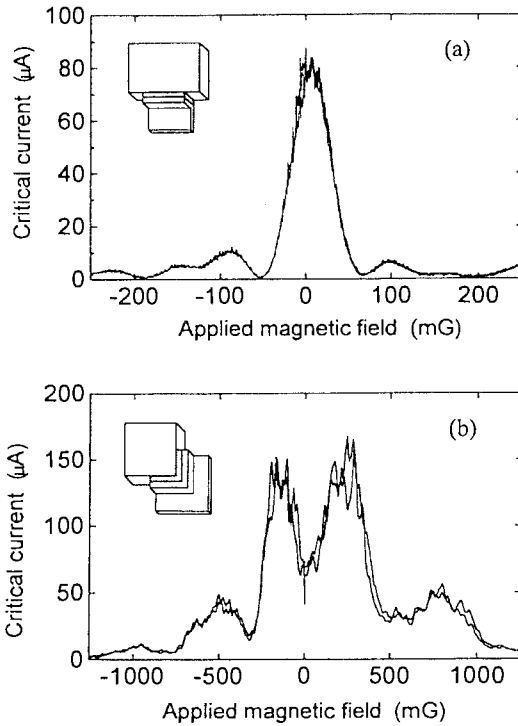 (a)
Critical current (μA)
100
80
60
40
20
0
-200 -100 0 100 200
Applied magnetic field (mG)
(b)
Critical current (μA)
200
150
100
50
0
-1000 -500 0 500 1000
Applied magnetic field (mG)